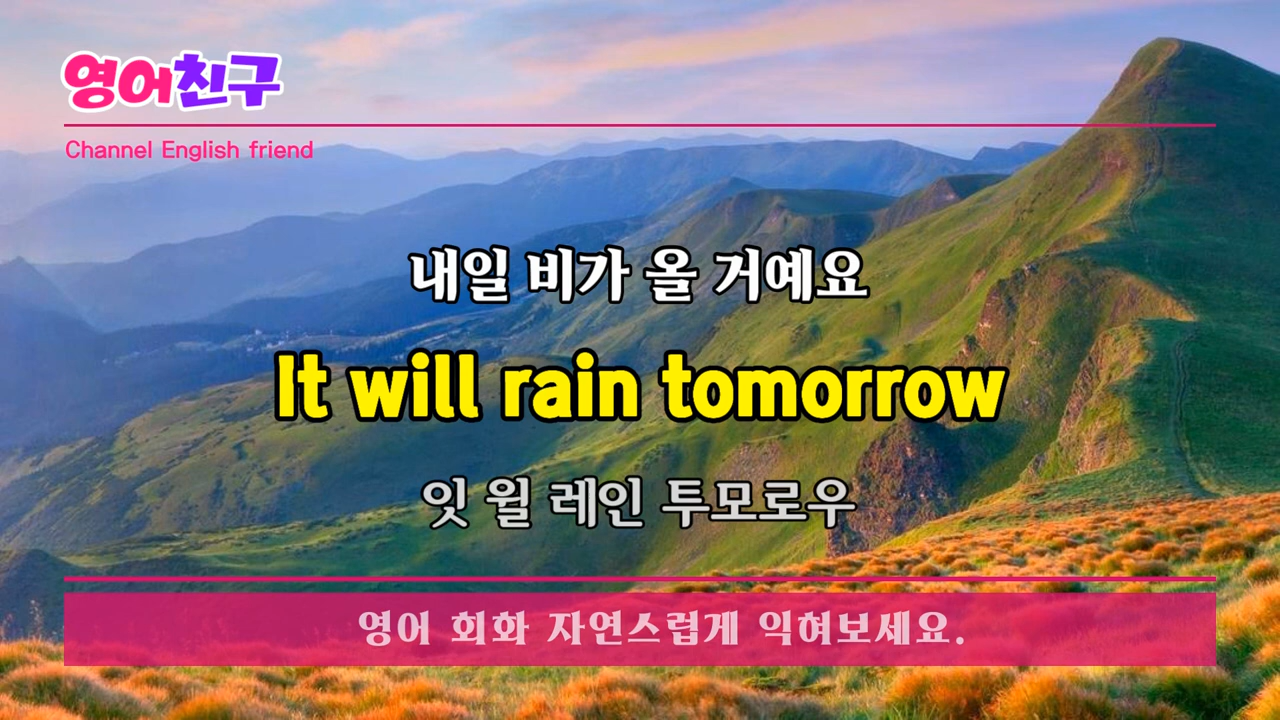 영어친구
Channel English friend
내일 비가 올 거예요
It will rain tomorrow
잇 윌 레인 투모로우
영어 회화 자연스럽게 익혀보세요.